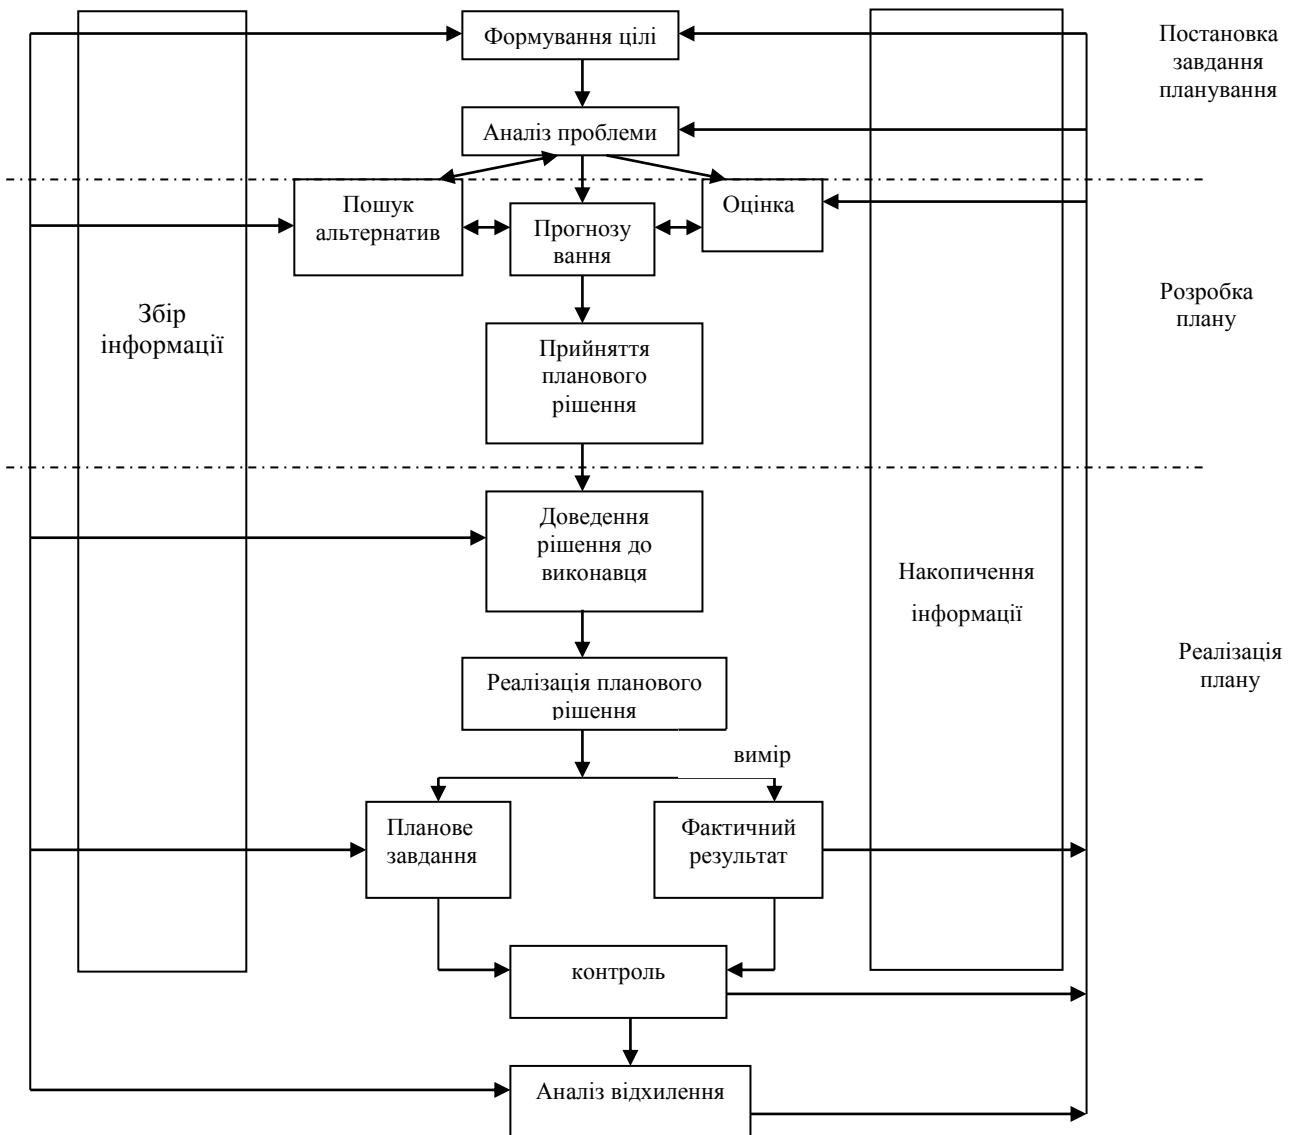 Формування цілі
Постановка
завдання
планування
Аналіз проблеми
Пошук
альтернатив
Прогнозу
вання
Оцінка
Збір
інформації
Розробка
плану
Прийняття
планового
рішення
Доведення
рішення до
виконавця
Накопичення
інформації
Реалізація
плану
Реалізація планового
рішення
вимір
Планове
завдання
Фактичний
результат
контроль
Аналіз відхилення